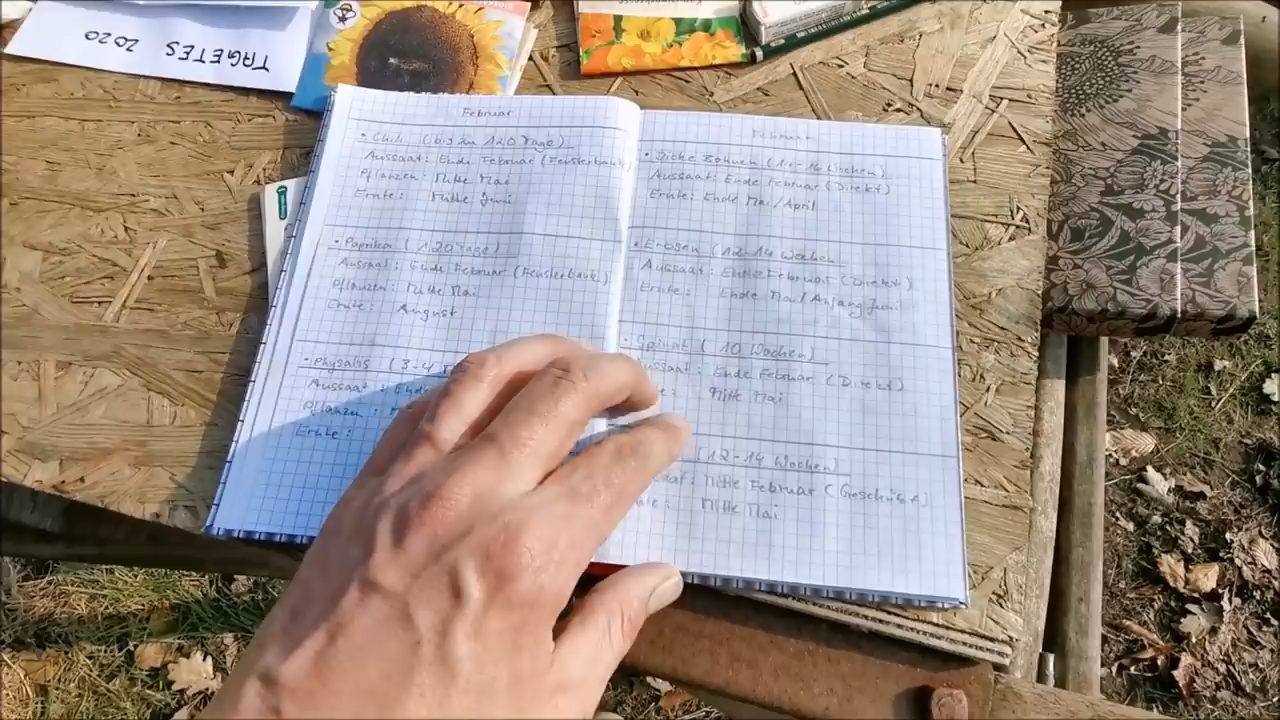 TAGETES 2020
Februar
• Chili (bis zu 120 Tage)
Aussaat: Ende Februar (Fensterbank)
Pflanzen: Mitte Mai
Ernte: Mitte Juni
• Paprika (120 Tage)
Aussaat: Ende Februar (Fensterbank)
Pflanzen: Mitte Mai
Ernte: August
• Physalis (3-4
Aussaat: Ende
Pflanzen:
Ernte:
Februar
• Dicke Bohnen (14-16 Wochen)
Aussaat: Ende Februar (Direkt)
Ernte: Ende Mai/April
• Erbsen (12-14 Wochen
Aussaat: Ende Februar (Direkt)
Ernte: Ende Mai/Anfang Juni
• Spinat (10 Wochen)
Aussaat: Ende Februar (Direkt)
Mitte Mai
(12-14 Wochen)
Mitte Februar (Geschützt)
Mitte Mai